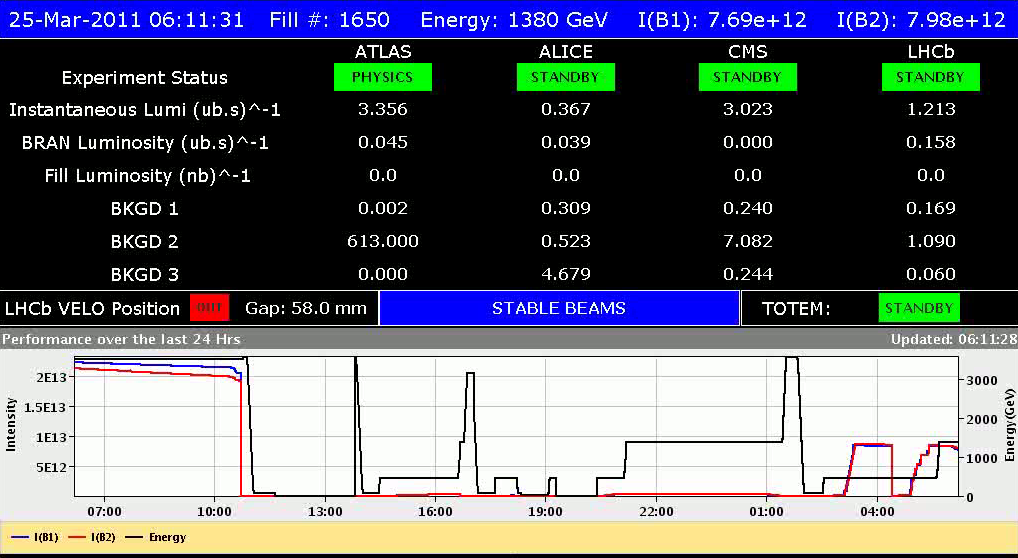 25-Mar-2011 06:11:31 Fill #: 1650 Energy: 1380 GeV I(B1): 7.69e+12 I(B2): 7.98e+12
ATLAS ALICE CMS LHCb
Experiment Status PHYSICS STANDBY STANDBY STANDBY
Instantaneous Lumi (ub.s)^-1 3.356 0.367 3.023 1.213
BRAN Luminosity (ub.s)^-1 0.045 0.039 0.000 0.158
Fill Luminosity (nb)^-1 0.0 0.0 0.0 0.0
BKGD 1 0.002 0.309 0.240 0.169
BKGD 2 613.000 0.523 7.082 1.090
BKGD 3 0.000 4.679 0.244 0.060
LHCb VELO Position OUT Gap: 58.0 mm STABLE BEAMS TOTEM: STANDBY
Performance over the last 24 Hrs Updated: 06:11:28
Intensity
2E13
1.5E13
1E13
5E12
3000
2000
1000
0
Energy(GeV)
07:00 10:00 13:00 16:00 19:00 22:00 01:00 04:00
I(B1) I(B2) Energy